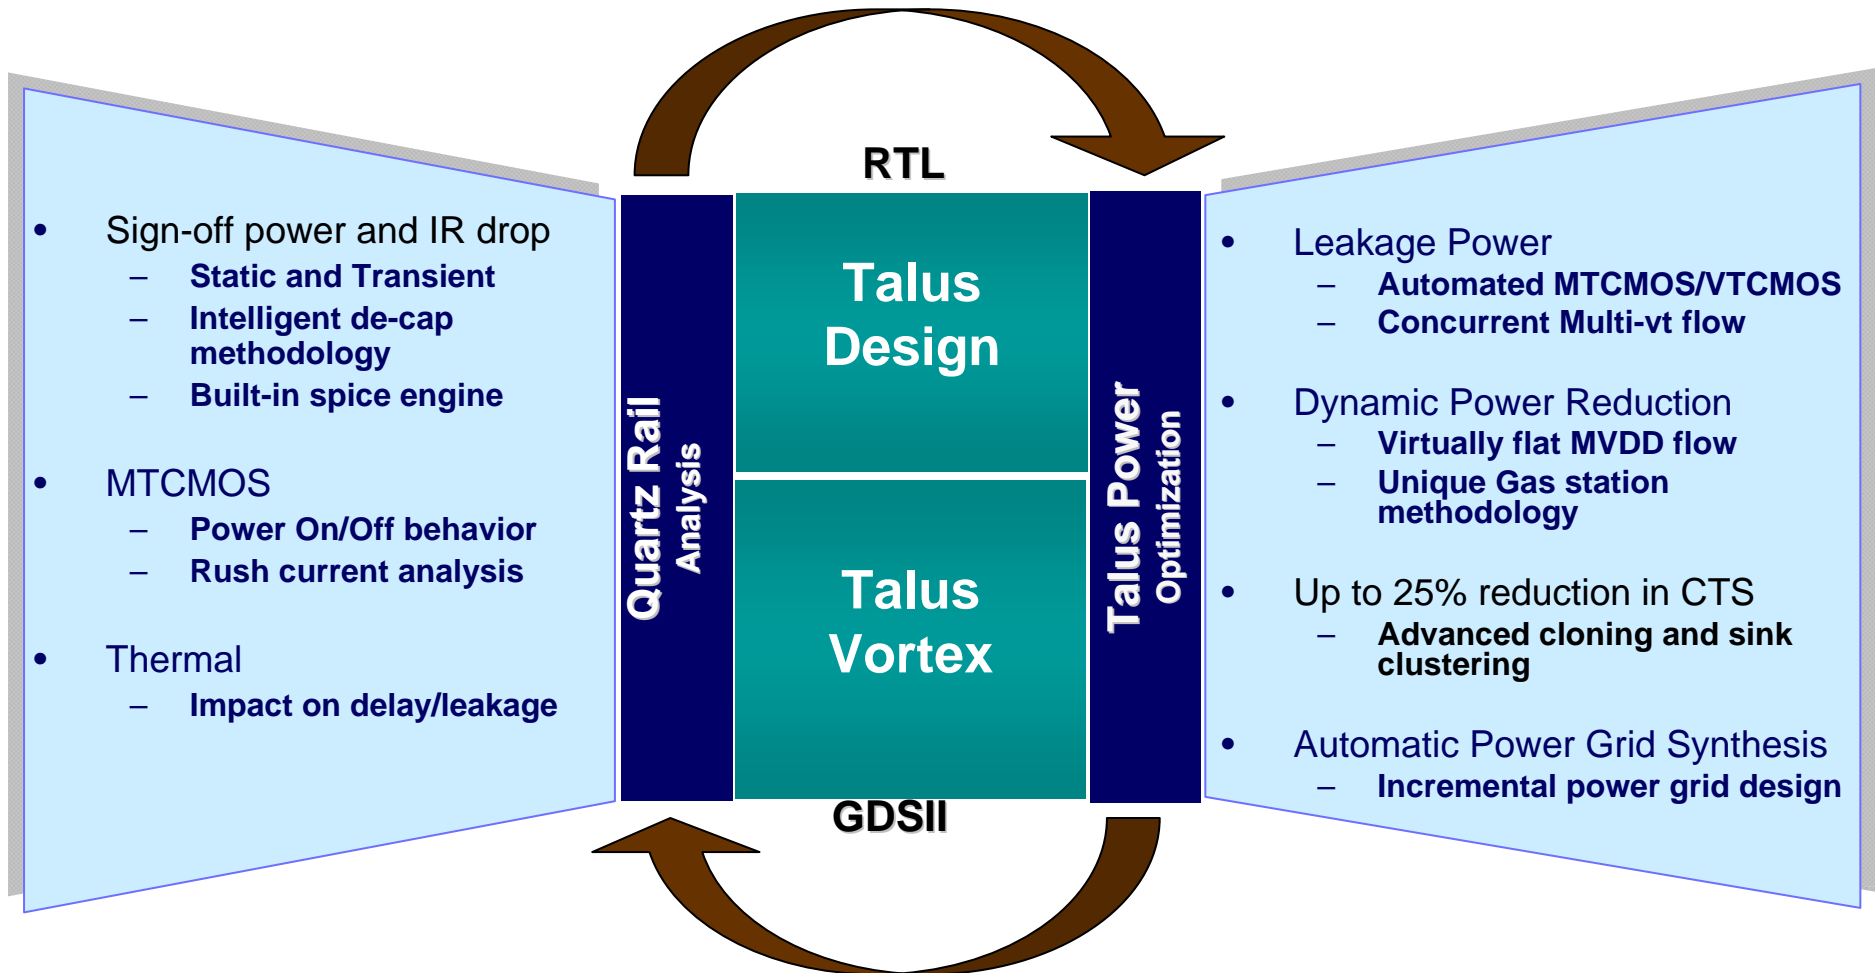 • Sign-off power and IR drop
– Static and Transient
– Intelligent de-cap
methodology
– Built-in spice engine
• MTCMOS
– Power On/Off behavior
– Rush current analysis
• Thermal
– Impact on delay/leakage
Quartz Rail
Analysis
RTL
Talus
Design
Talus
Vortex
GDSII
Talus Power
Optimization
• Leakage Power
– Automated MTCMOS/VTCMOS
– Concurrent Multi-vt flow
• Dynamic Power Reduction
– Virtually flat MVDD flow
– Unique Gas station
methodology
• Up to 25% reduction in CTS
– Advanced cloning and sink
clustering
• Automatic Power Grid Synthesis
– Incremental power grid design